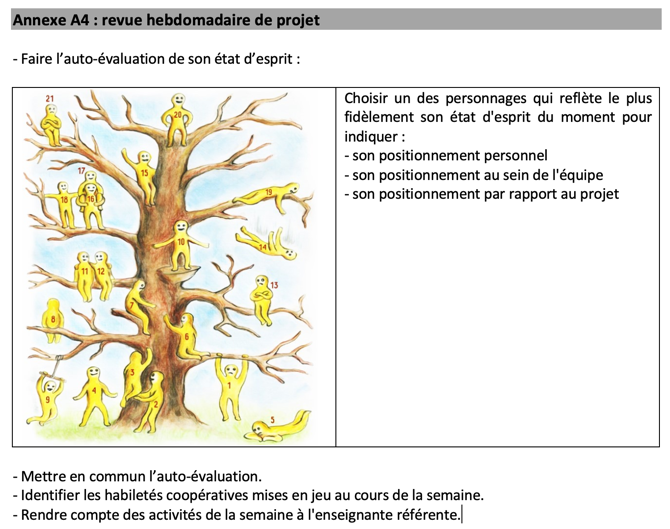 Annexe A4 : revue hebdomadaire de projet
- Faire l’auto-évaluation de son état d’esprit :
21
20
15
17
18
16
19
10
14
11
12
13
8
7
6
3
9
4
2
1
5
Choisir un des personnages qui reflète le plus
fidèlement son état d'esprit du moment pour
indiquer :
- son positionnement personnel
- son positionnement au sein de l'équipe
- son positionnement par rapport au projet
- Mettre en commun l’auto-évaluation.
- Identifier les habiletés coopératives mises en jeu au cours de la semaine.
- Rendre compte des activités de la semaine à l'enseignante référente.